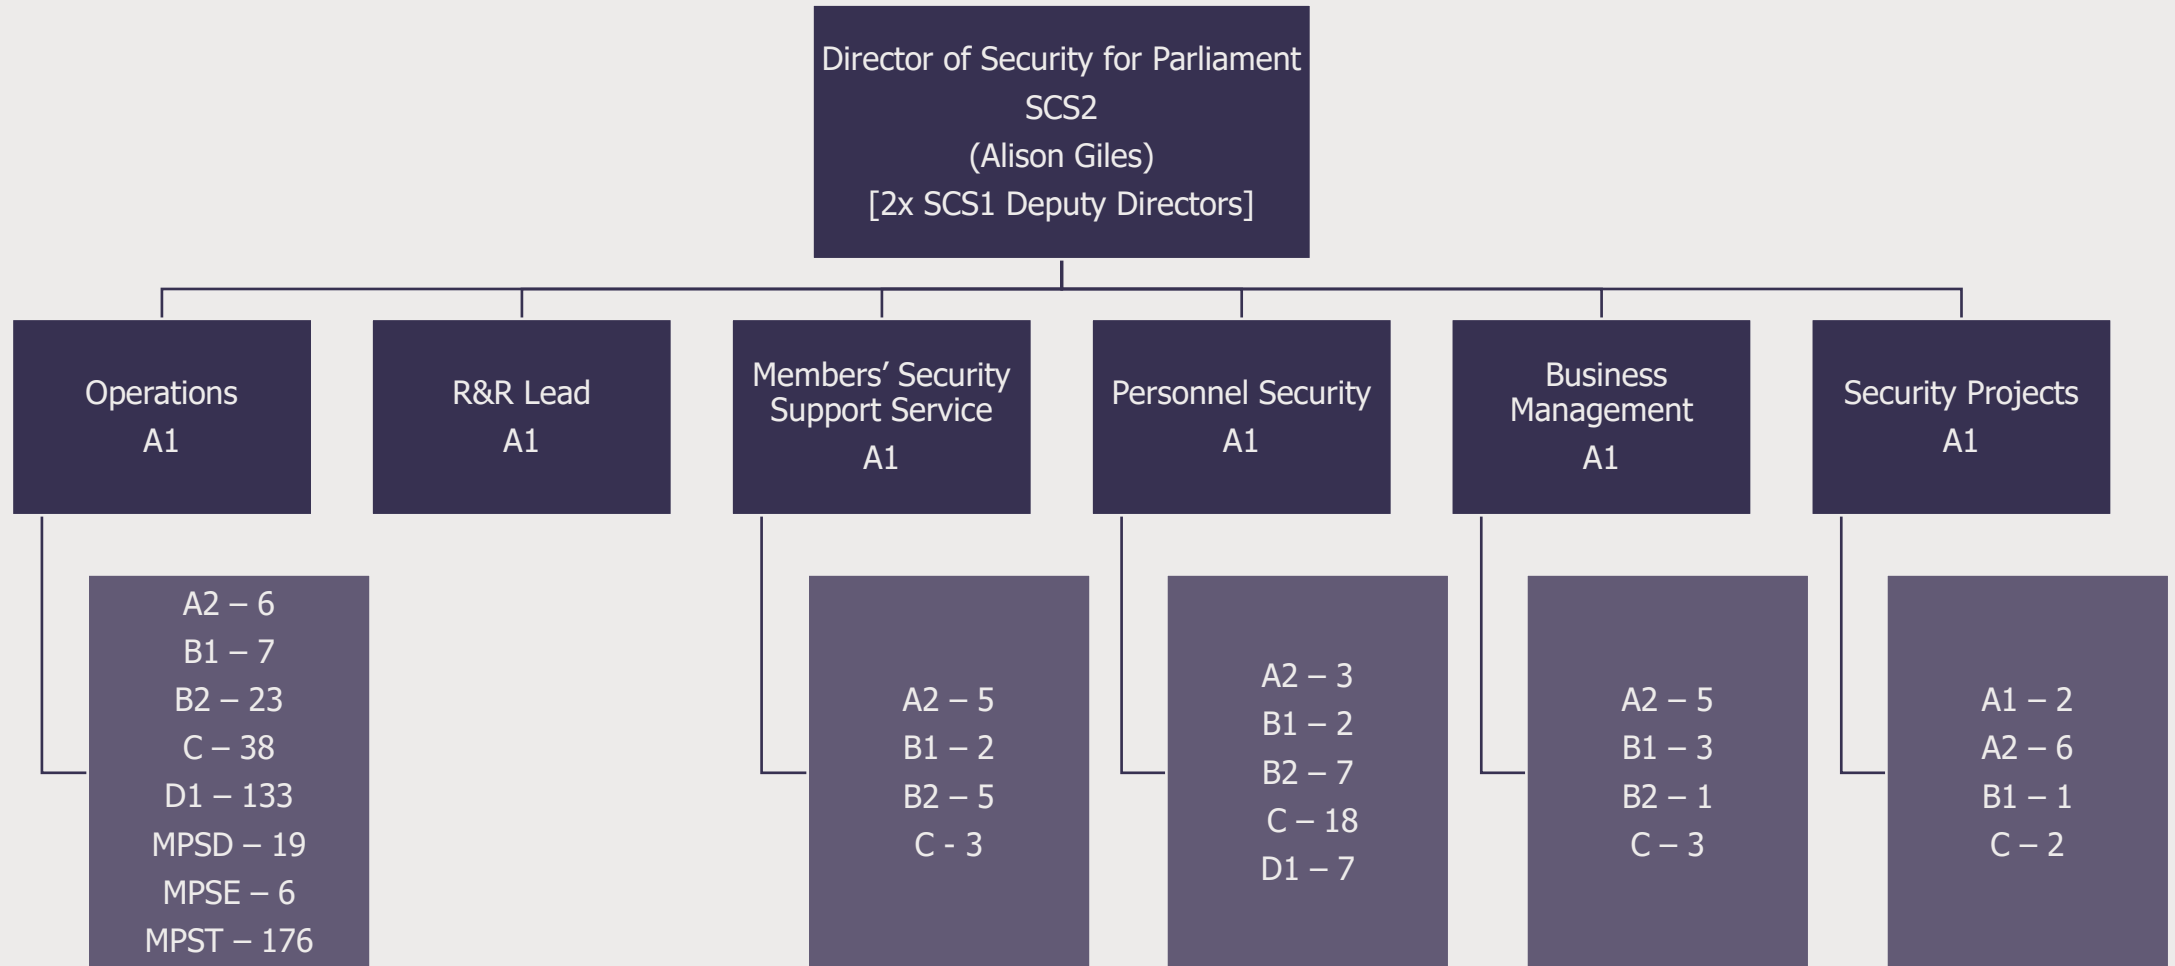 Director of Security for Parliament
SCS2
(Alison Giles)
[2x SCS1 Deputy Directors]
Operations
A1
R&R Lead
A1
Members’ Security
Support Service
A1
Personnel Security
A1
Business
Management
A1
Security Projects
A1
A2 – 6
B1 – 7
B2 – 23
C – 38
D1 – 133
MPSD – 19
MPSE – 6
MPST – 176
A2 – 5
B1 – 2
B2 – 5
C - 3
A2 – 3
B1 – 2
B2 – 7
C – 18
D1 – 7
A2 – 5
B1 – 3
B2 – 1
C – 3
A1 – 2
A2 – 6
B1 – 1
C – 2